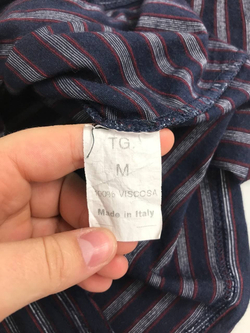 TG
M
100% VISCOSA
Made in Italy